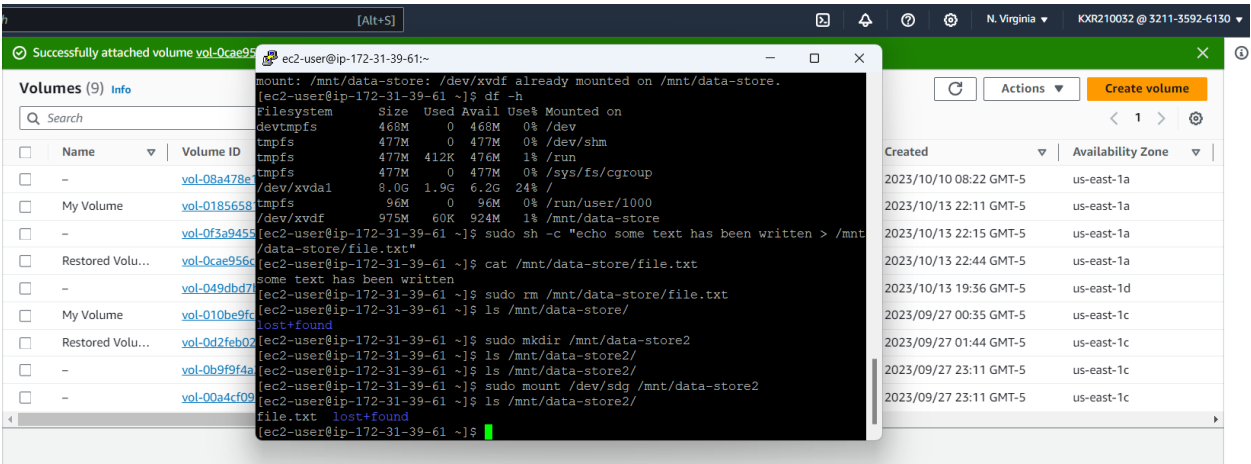 [Alt+S]
N. Virginia ▼
KXR210032 @ 3211-3592-6130 ▼
Successfully attached volume vol-0cae95
Volumes (9) Info
Actions ▼
Create volume
Search
1
Name
Volume ID
Created
Availability Zone
– vol-08a478e1 2023/10/10 08:22 GMT-5 us-east-1a
My Volume vol-0185658 2023/10/13 22:11 GMT-5 us-east-1a
– vol-0f3a9455 2023/10/13 22:15 GMT-5 us-east-1a
Restored Volu... vol-0cae956c 2023/10/13 22:44 GMT-5 us-east-1a
– vol-049dbd7 2023/10/13 19:36 GMT-5 us-east-1d
My Volume vol-010be9fc 2023/09/27 00:35 GMT-5 us-east-1c
Restored Volu... vol-0d2feb02 2023/09/27 01:44 GMT-5 us-east-1c
– vol-0b9f9f4a 2023/09/27 23:11 GMT-5 us-east-1c
– vol-00a4cf09 2023/09/27 23:11 GMT-5 us-east-1c
ec2-user@ip-172-31-39-61:~
mount: /mnt/data-store: /dev/xvdf already mounted on /mnt/data-store.
[ec2-user@ip-172-31-39-61 ~]$ df -h
Filesystem Size Used Avail Use% Mounted on
devtmpfs 468M 0 468M 0% /dev
tmpfs 477M 0 477M 0% /dev/shm
tmpfs 477M 412K 476M 1% /run
tmpfs 477M 0 477M 0% /sys/fs/cgroup
/dev/xvda1 8.0G 1.9G 6.2G 24% /
tmpfs 96M 0 96M 0% /run/user/1000
/dev/xvdf 975M 60K 924M 1% /mnt/data-store
[ec2-user@ip-172-31-39-61 ~]$ sudo sh -c "echo some text has been written > /mnt
/data-store/file.txt"
[ec2-user@ip-172-31-39-61 ~]$ cat /mnt/data-store/file.txt
some text has been written
[ec2-user@ip-172-31-39-61 ~]$ sudo rm /mnt/data-store/file.txt
[ec2-user@ip-172-31-39-61 ~]$ ls /mnt/data-store/
lost+found
[ec2-user@ip-172-31-39-61 ~]$ sudo mkdir /mnt/data-store2
[ec2-user@ip-172-31-39-61 ~]$ ls /mnt/data-store2/
[ec2-user@ip-172-31-39-61 ~]$ ls /mnt/data-store2/
[ec2-user@ip-172-31-39-61 ~]$ sudo mount /dev/sdg /mnt/data-store2
[ec2-user@ip-172-31-39-61 ~]$ ls /mnt/data-store2/
file.txt lost+found
[ec2-user@ip-172-31-39-61 ~]$